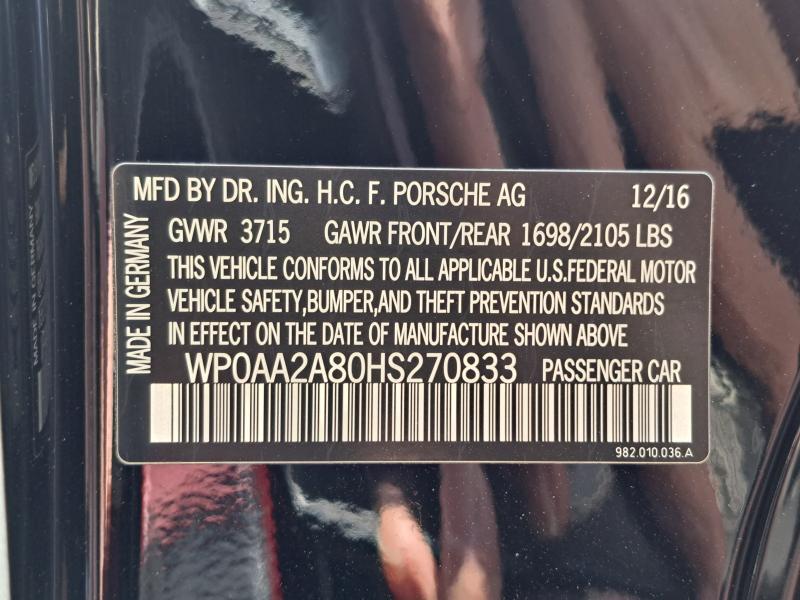 MFD BY DR. ING. H.C. F. PORSCHE AG 12/16
GVWR 3715 GAWR FRONT/REAR 1698/2105 LBS
THIS VEHICLE CONFORMS TO ALL APPLICABLE U.S.FEDERAL MOTOR
VEHICLE SAFETY,BUMPER,AND THEFT PREVENTION STANDARDS
IN EFFECT ON THE DATE OF MANUFACTURE SHOWN ABOVE
WP0AA2A80HS270833 PASSENGER CAR
982.010.036.A
MADE IN GERMANY